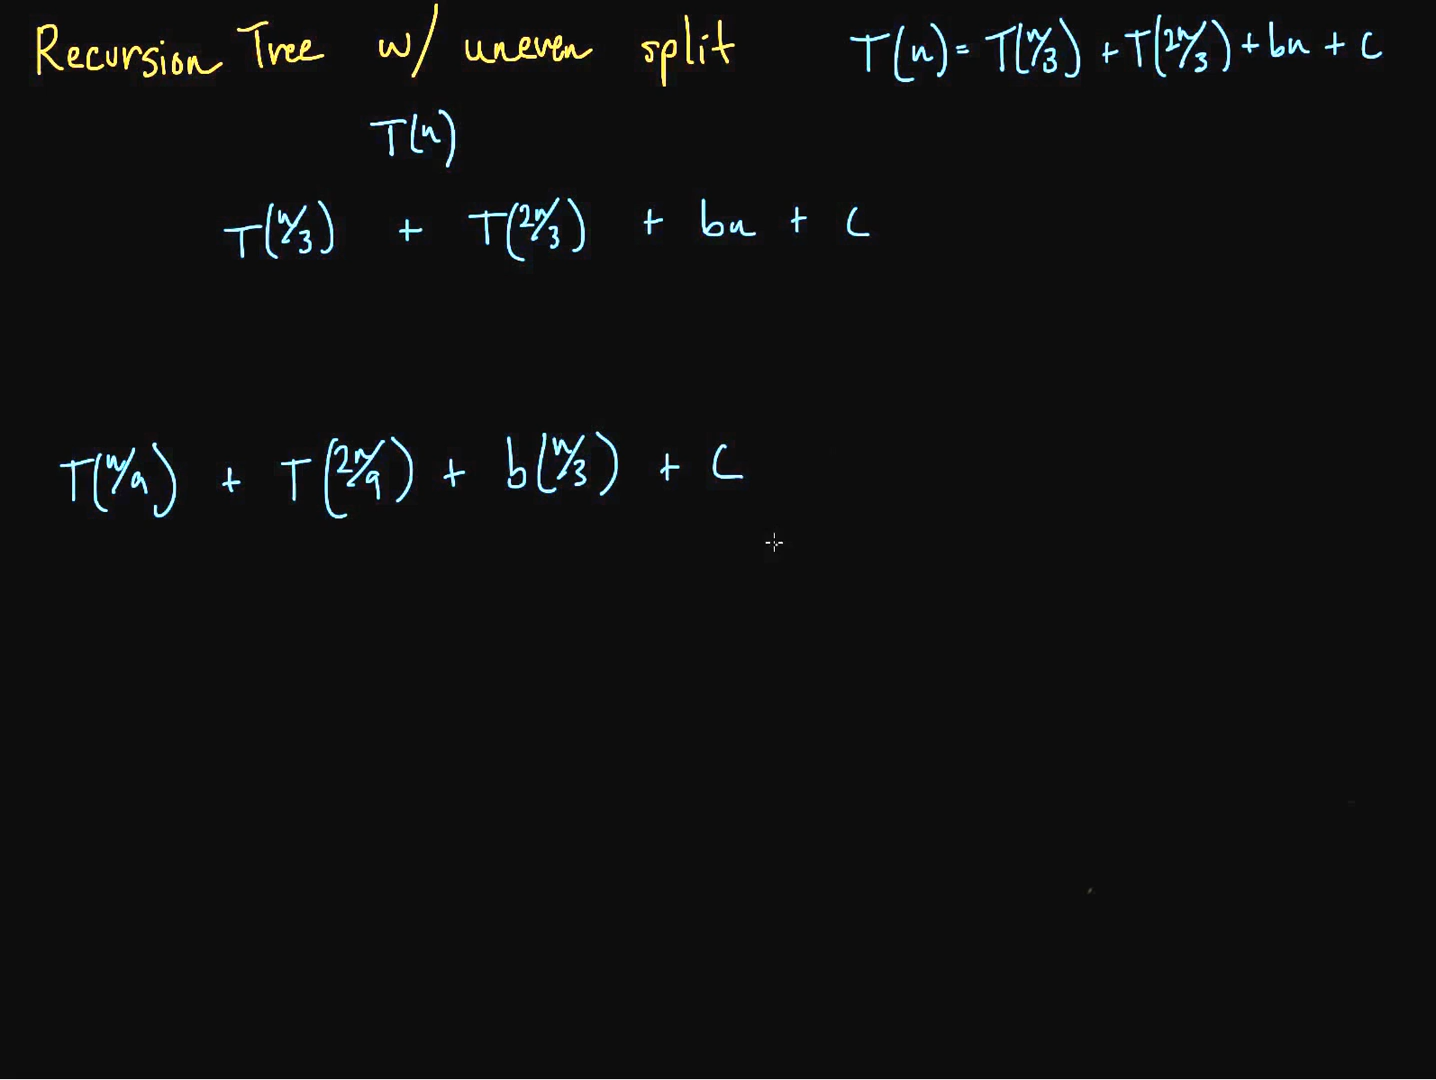 Recursion Tree w/ uneven split
T(n) = T(n/3) + T(2n/3) + bn + c
T(n)
T(n/3) + T(2n/3) + bn + c
T(n/9) + T(2n/9) + b(n/3) + c